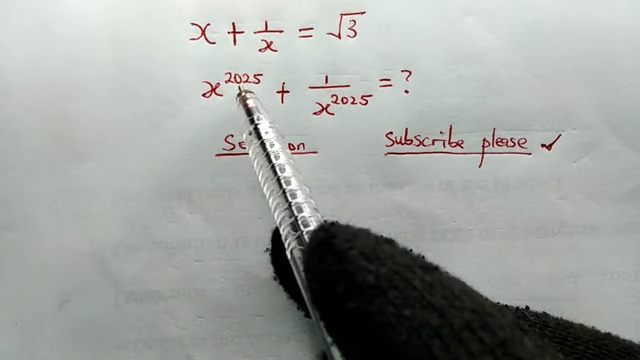 x + 1/x = √3
x^2025 + 1/x^2025 = ?
Subscribe please ✓